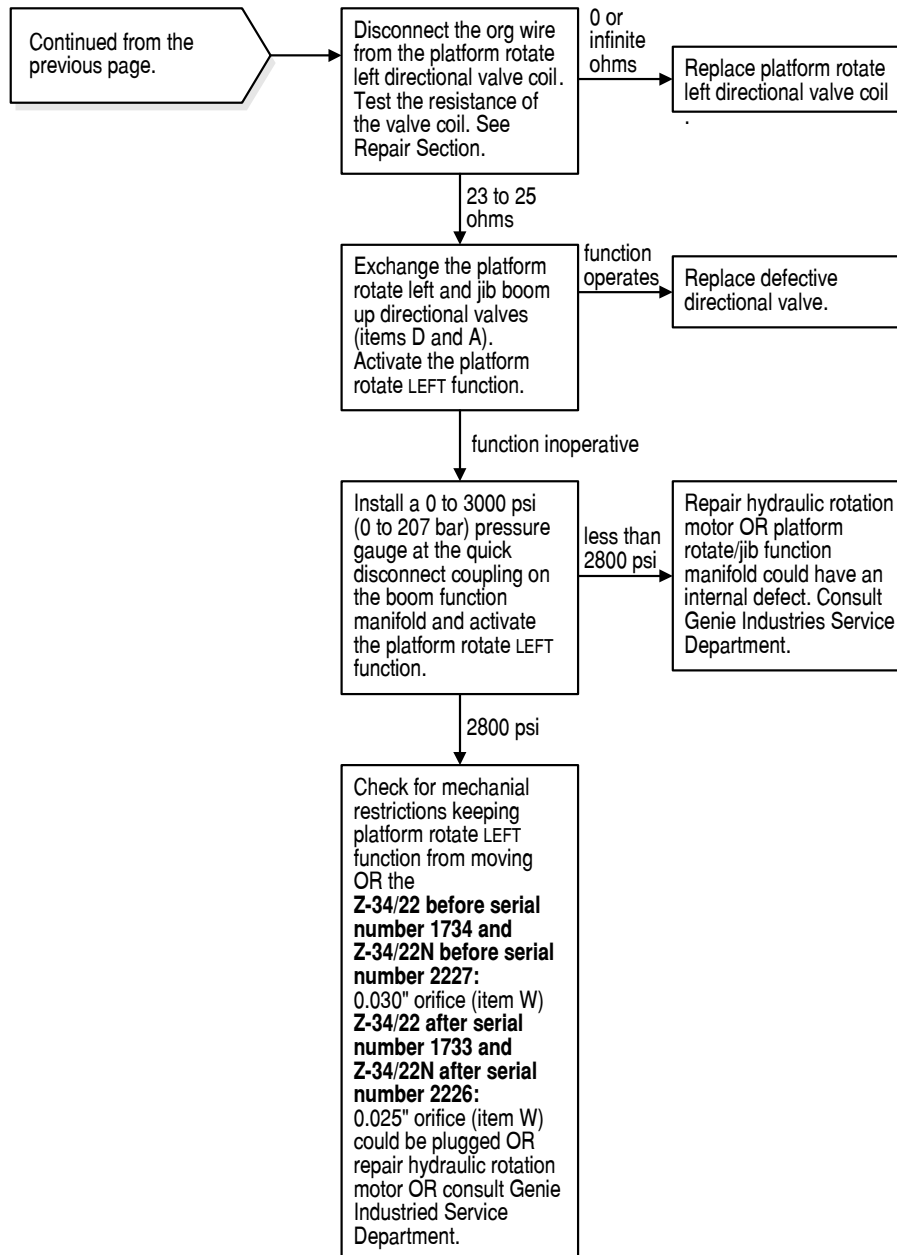 Continued from the
previous page.
Disconnect the org wire
from the platform rotate
left directional valve coil.
Test the resistance of
the valve coil. See
Repair Section.
0 or
infinite
ohms
Replace platform rotate
left directional valve coil
.
23 to 25
ohms
Exchange the platform
rotate left and jib boom
up directional valves
(items D and A).
Activate the platform
rotate LEFT function.
function
operates
Replace defective
directional valve.
function inoperative
Install a 0 to 3000 psi
(0 to 207 bar) pressure
gauge at the quick
disconnect coupling on
the boom function
manifold and activate
the platform rotate LEFT
function.
less than
2800 psi
Repair hydraulic rotation
motor OR platform
rotate/jib function
manifold could have an
internal defect. Consult
Genie Industries Service
Department.
2800 psi
Check for mechanial
restrictions keeping
platform rotate LEFT
function from moving
OR the
Z-34/22 before serial
number 1734 and
Z-34/22N before serial
number 2227:
0.030" orifice (item W)
Z-34/22 after serial
number 1733 and
Z-34/22N after serial
number 2226:
0.025" orifice (item W)
could be plugged OR
repair hydraulic rotation
motor OR consult Genie
Industried Service
Department.